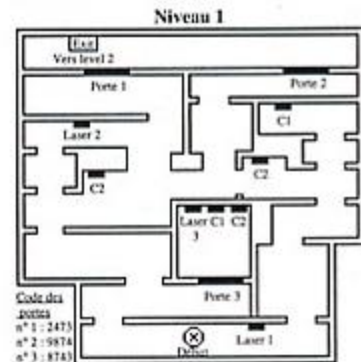 Niveau 1
Exit
Vers level 2
Porte 1
Porte 2
C1
Laser 2
C2
C2
Laser C1 C2
3
Porte 3
Code des
portes
n° 1 : 2473
n° 2 : 9874
n° 3 : 8743
Début
Laser 1